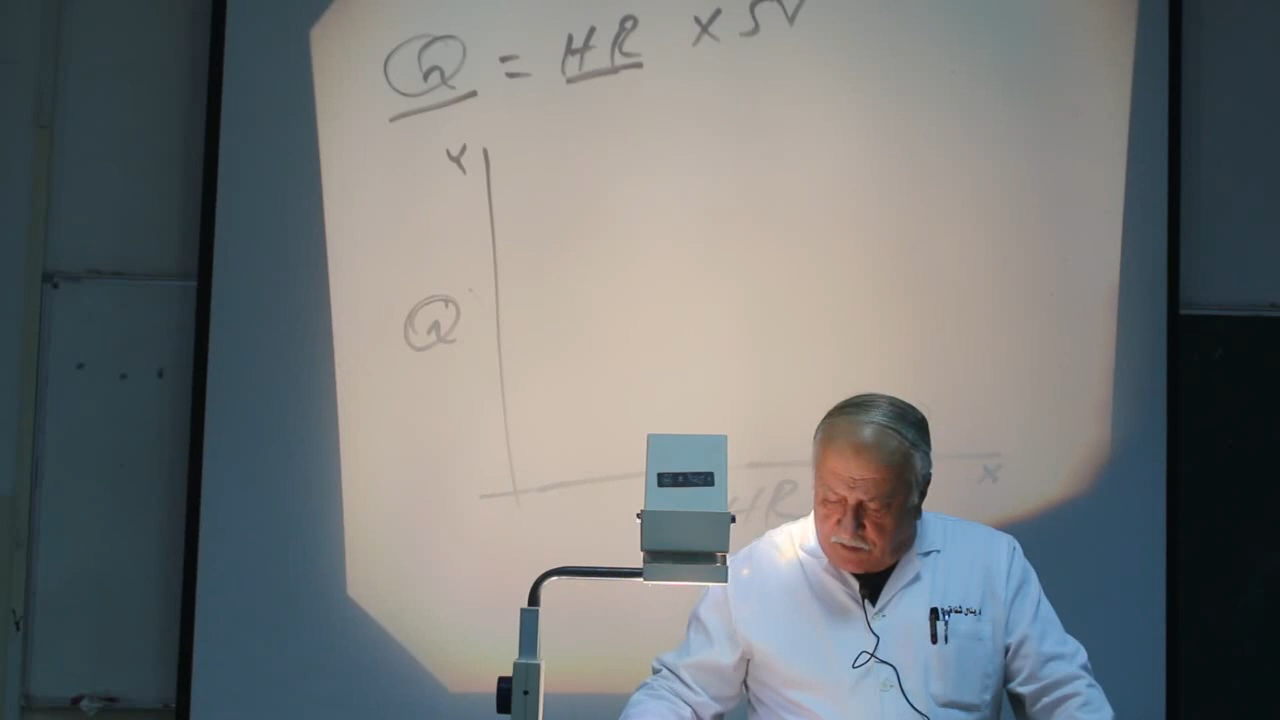 Q = HR × SV
Y
Q
X
HR